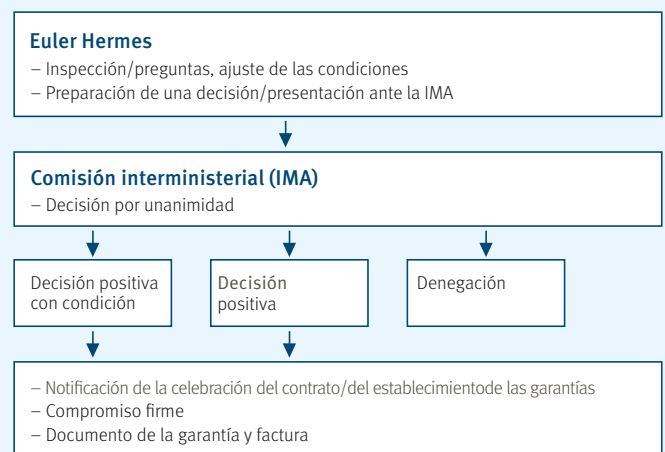 Euler Hermes
– Inspección/preguntas, ajuste de las condiciones
– Preparación de una decisión/presentación ante la IMA
Comisión interministerial (IMA)
– Decisión por unanimidad
Decisión positiva
con condición
Decisión
positiva
Denegación
– Notificación de la celebración del contrato/del establecimientode las garantías
– Compromiso firme
– Documento de la garantía y factura